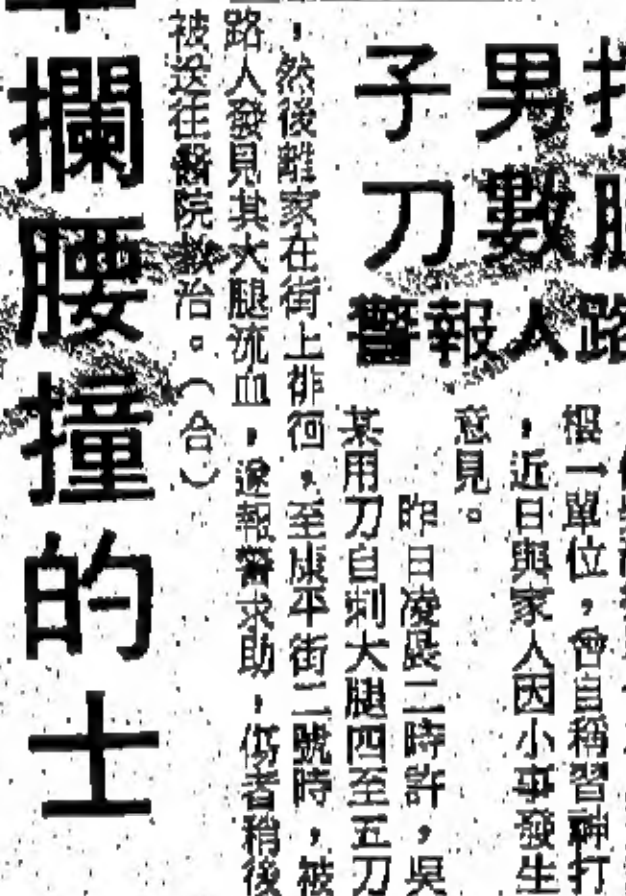 男
數
子刀
路人報警
樓一單位，曾自稱習神打
，近日與家人因小事發生
意見。
昨日凌晨二時許，吳
某用刀自刺大腿四至五刀
，然後離家在街上徘徊，至康平街二號時，被
路人發見其大腿流血，遂報警求助，傷者稍後
被送往醫院救治。（合）
攔腰撞的士